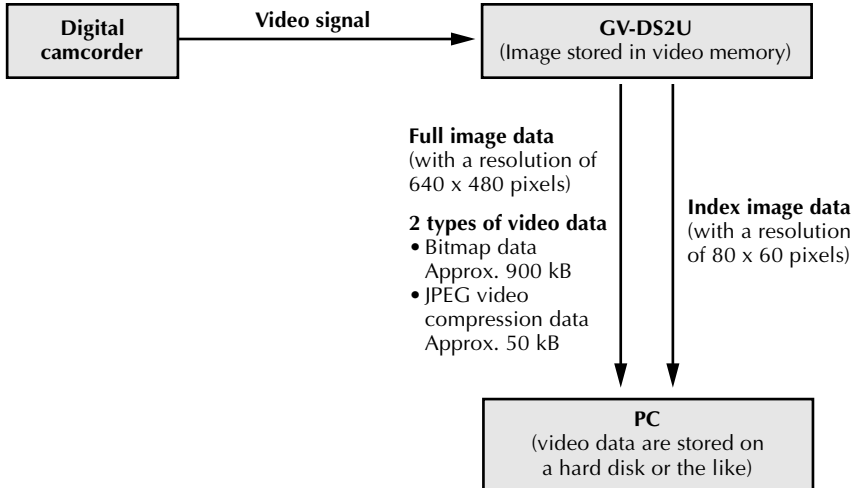 Digital
camcorder
Video signal
GV-DS2U
(Image stored in video memory)
Full image data
(with a resolution of
640 x 480 pixels)
2 types of video data
• Bitmap data
Approx. 900 kB
• JPEG video
compression data
Approx. 50 kB
Index image data
(with a resolution
of 80 x 60 pixels)
PC
(video data are stored on
a hard disk or the like)